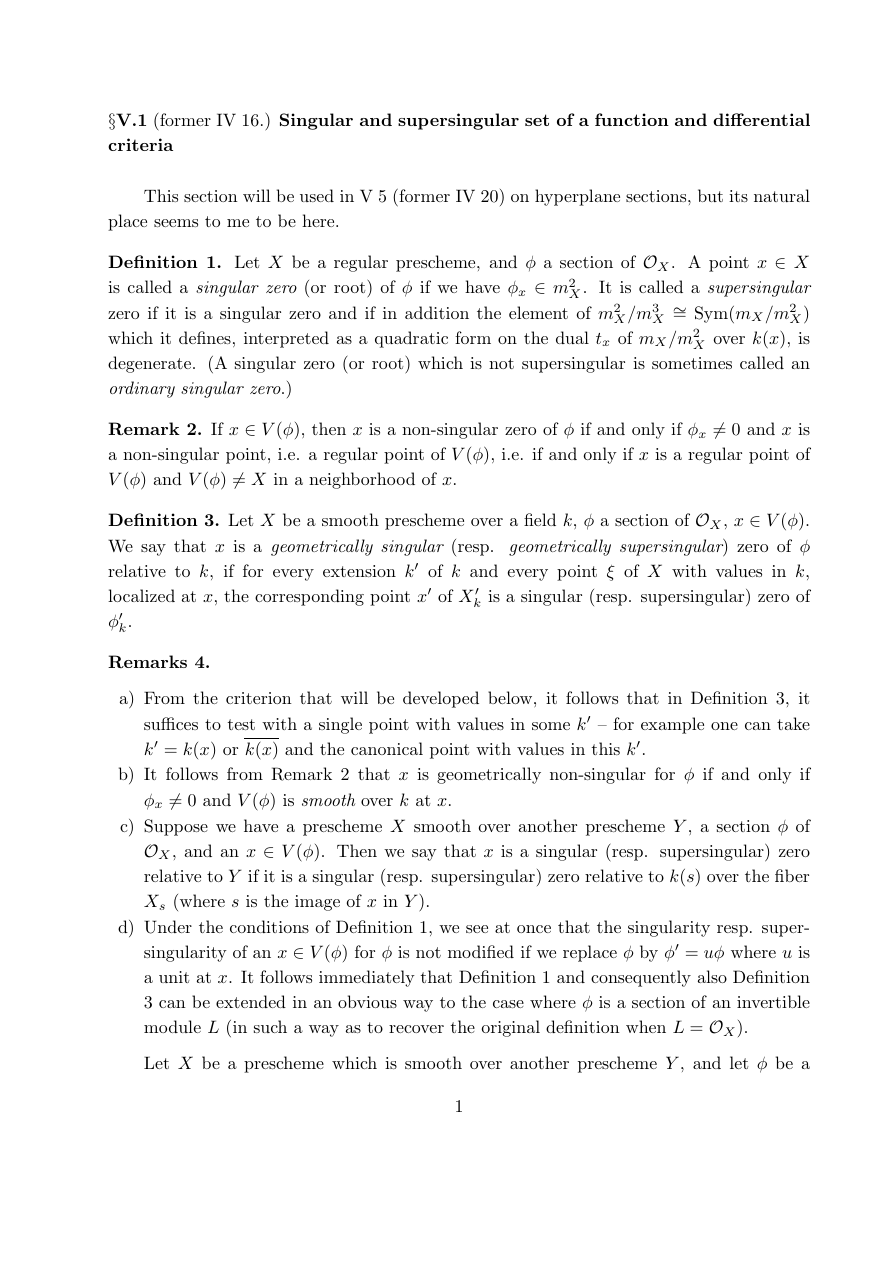 §V.1 (former IV 16.) Singular and supersingular set of a function and differential
criteria
This section will be used in V 5 (former IV 20) on hyperplane sections, but its natural
place seems to me to be here.
Definition 1. Let X be a regular prescheme, and ϕ a section of 𝒪_X. A point x ∈ X
is called a singular zero (or root) of ϕ if we have ϕ_x ∈ m_X^2. It is called a supersingular
zero if it is a singular zero and if in addition the element of m_X^2/m_X^3 ≅ Sym(m_X/m_X^2)
which it defines, interpreted as a quadratic form on the dual t_x of m_X/m_X^2 over k(x), is
degenerate. (A singular zero (or root) which is not supersingular is sometimes called an
ordinary singular zero.)
Remark 2. If x ∈ V(ϕ), then x is a non-singular zero of ϕ if and only if ϕ_x ≠ 0 and x is
a non-singular point, i.e. a regular point of V(ϕ), i.e. if and only if x is a regular point of
V(ϕ) and V(ϕ) ≠ X in a neighborhood of x.
Definition 3. Let X be a smooth prescheme over a field k, ϕ a section of 𝒪_X, x ∈ V(ϕ).
We say that x is a geometrically singular (resp. geometrically supersingular) zero of ϕ
relative to k, if for every extension k′ of k and every point ξ of X with values in k,
localized at x, the corresponding point x′ of X′_k is a singular (resp. supersingular) zero of
ϕ′_k.
Remarks 4.
a) From the criterion that will be developed below, it follows that in Definition 3, it
suffices to test with a single point with values in some k′ – for example one can take
k′ = k(x) or \overline{k(x)} and the canonical point with values in this k′.
b) It follows from Remark 2 that x is geometrically non-singular for ϕ if and only if
ϕ_x ≠ 0 and V(ϕ) is smooth over k at x.
c) Suppose we have a prescheme X smooth over another prescheme Y, a section ϕ of
𝒪_X, and an x ∈ V(ϕ). Then we say that x is a singular (resp. supersingular) zero
relative to Y if it is a singular (resp. supersingular) zero relative to k(s) over the fiber
X_s (where s is the image of x in Y).
d) Under the conditions of Definition 1, we see at once that the singularity resp. super-
singularity of an x ∈ V(ϕ) for ϕ is not modified if we replace ϕ by ϕ′ = uϕ where u is
a unit at x. It follows immediately that Definition 1 and consequently also Definition
3 can be extended in an obvious way to the case where ϕ is a section of an invertible
module L (in such a way as to recover the original definition when L = 𝒪_X).
Let X be a prescheme which is smooth over another prescheme Y, and let ϕ be a
1